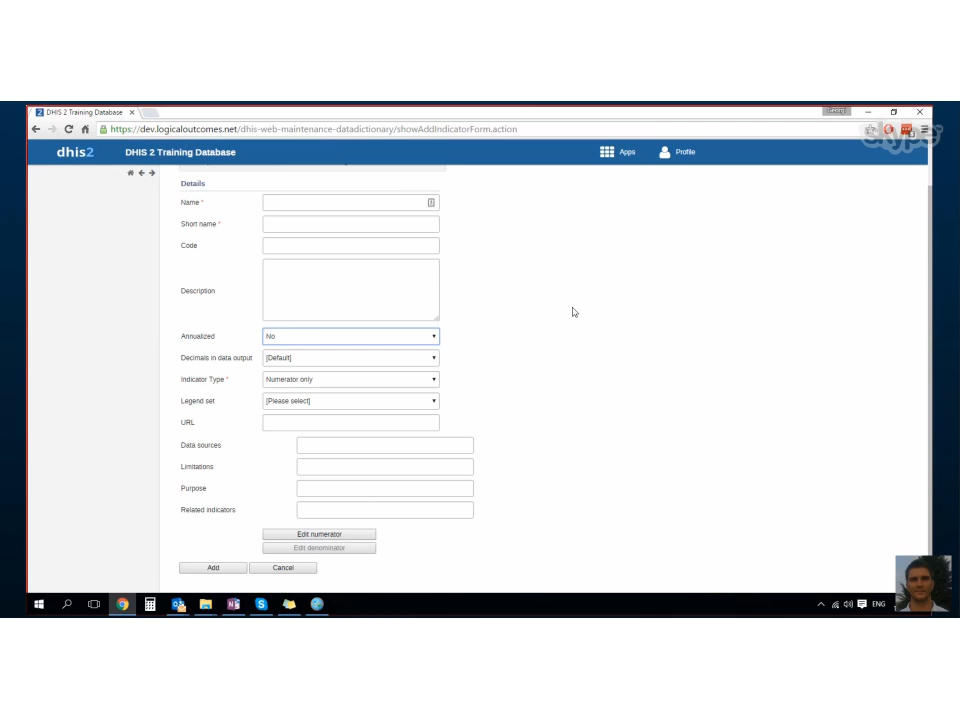 DHIS 2 Training Database
https://dev.logicaloutcomes.net/dhis-web-maintenance-datadictionary/showAddIndicatorForm.action
skype
dhis2 DHIS 2 Training Database Apps Profile
Details
Name *
Short name *
Code
Description
Annualized No
Decimals in data output [Default]
Indicator Type * Numerator only
Legend set [Please select]
URL
Data sources
Limitations
Purpose
Related indicators
Edit numerator
Edit denominator
Add Cancel
ENG